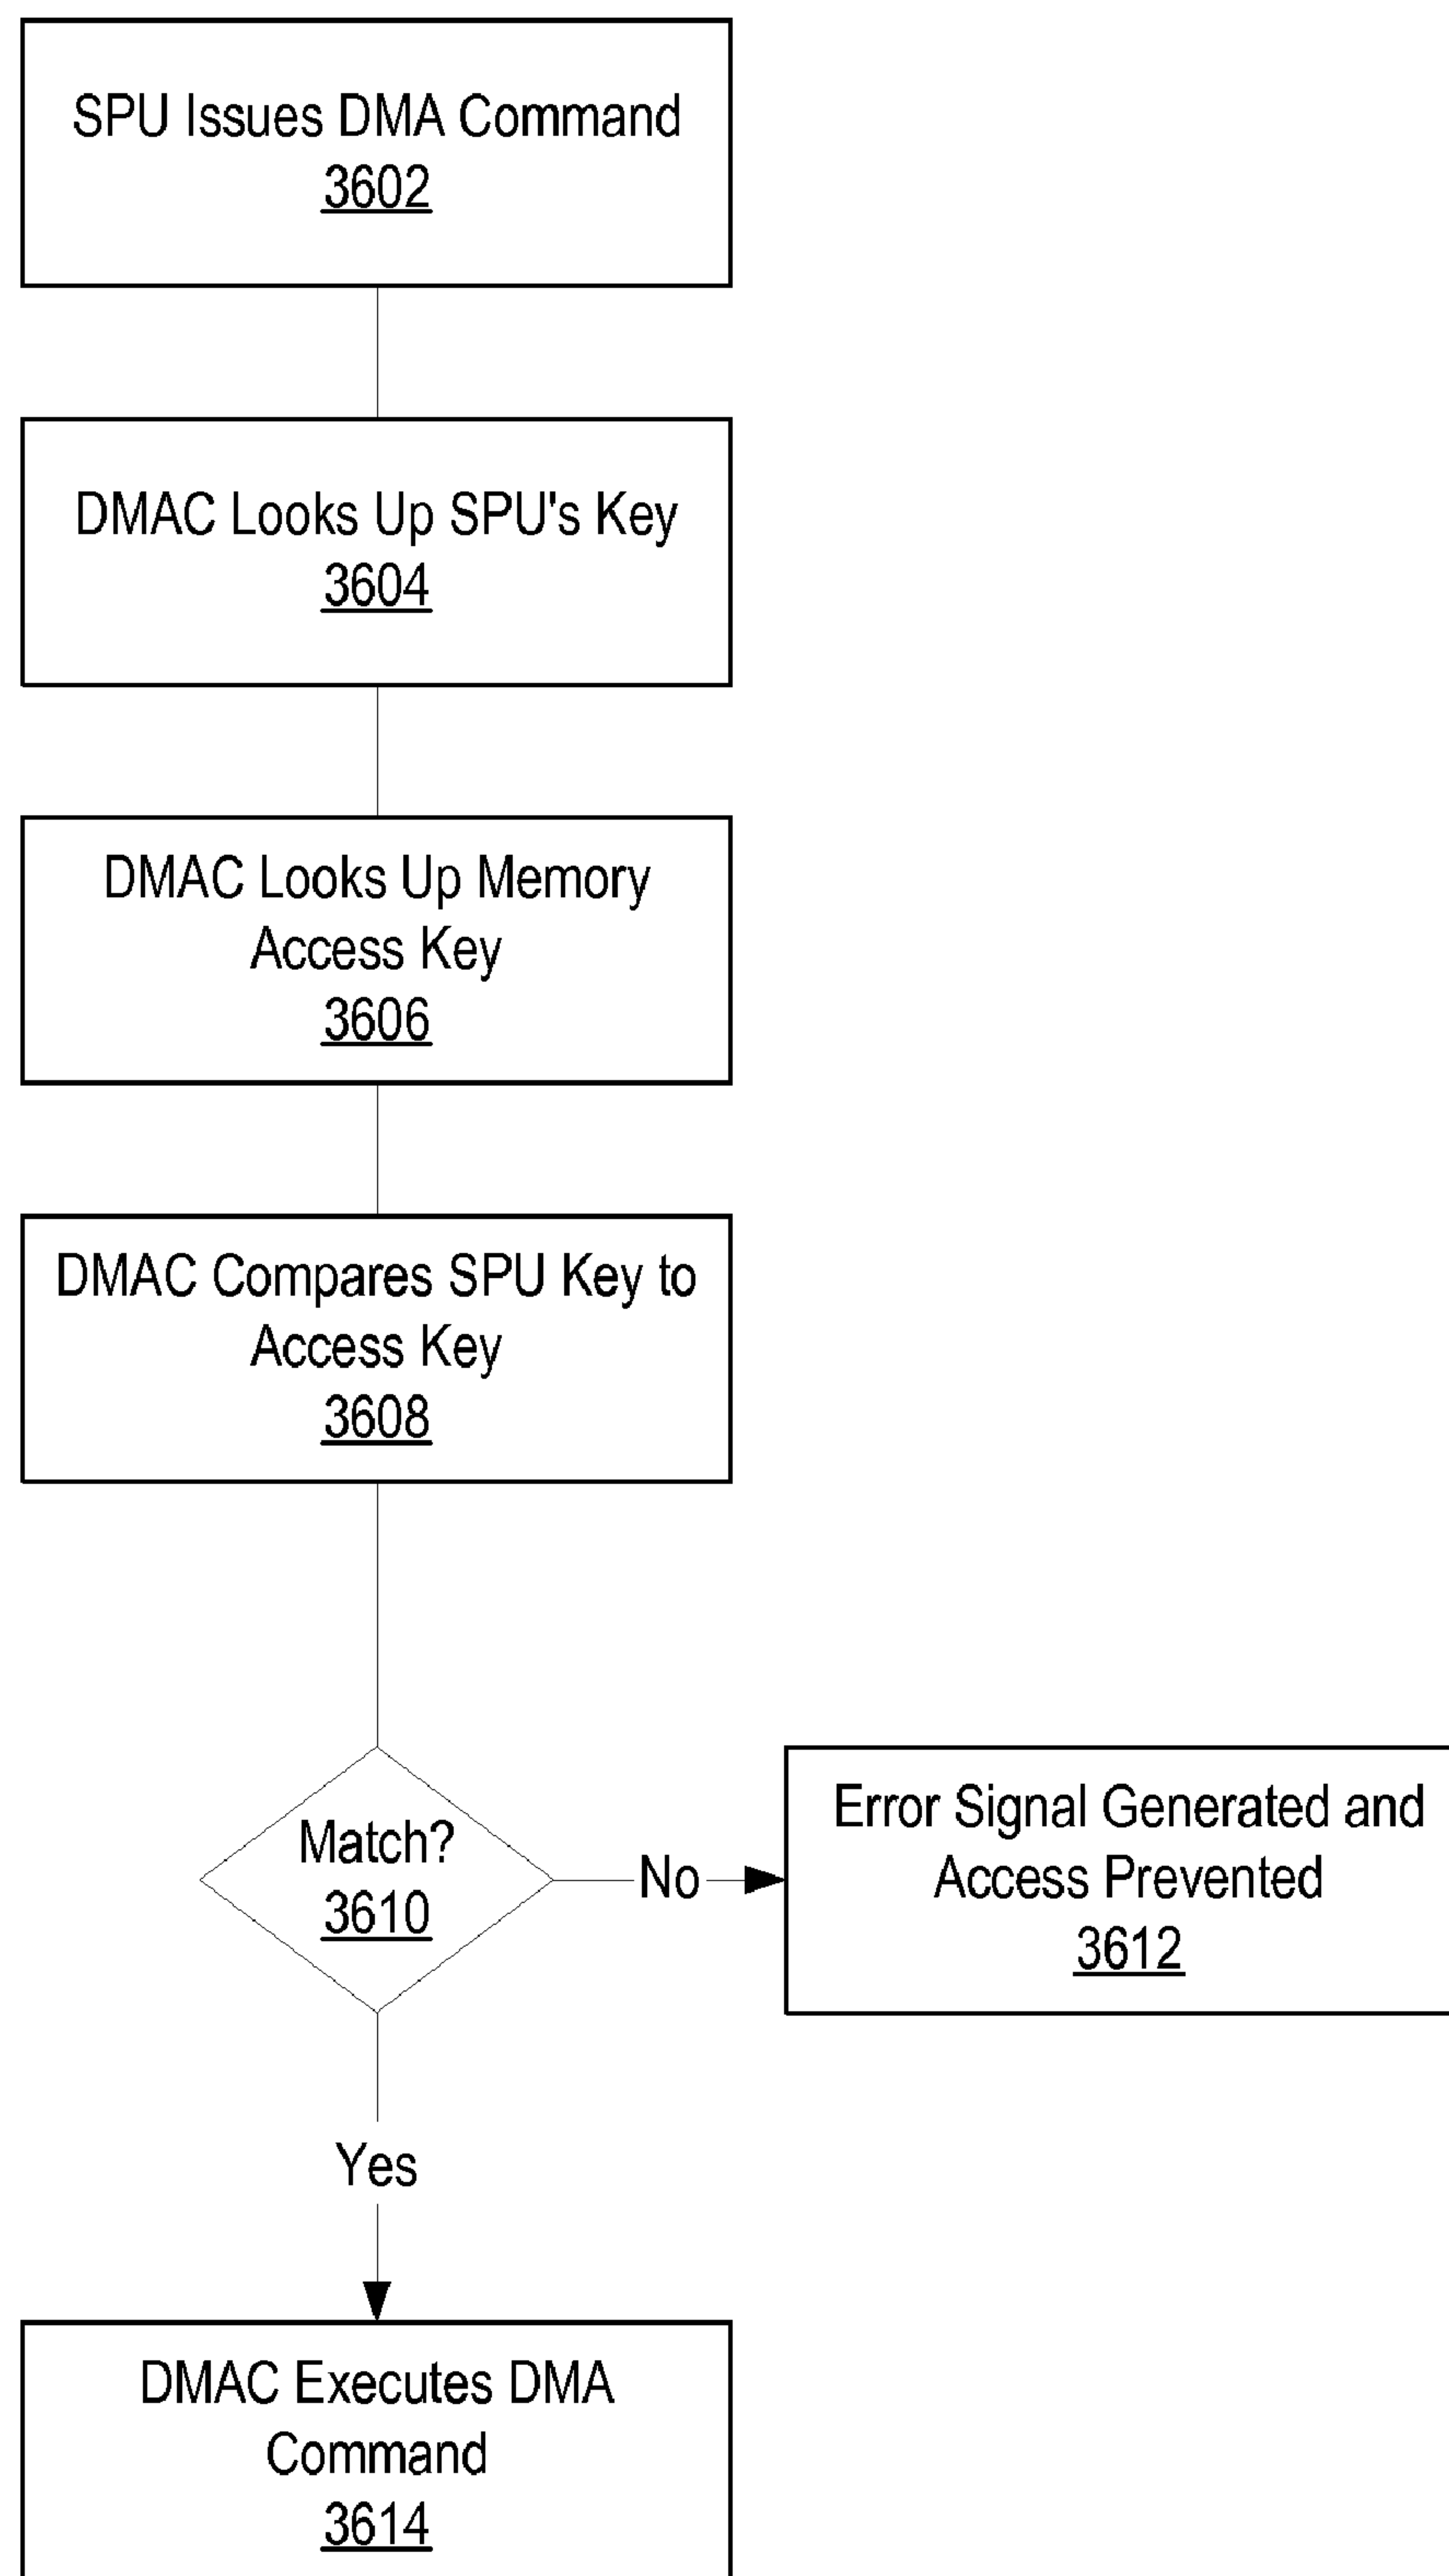 SPU Issues DMA Command
3602
DMAC Looks Up SPU's Key
3604
DMAC Looks Up Memory
Access Key
3606
DMAC Compares SPU Key to
Access Key
3608
Match?
3610
No
Error Signal Generated and
Access Prevented
3612
Yes
DMAC Executes DMA
Command
3614